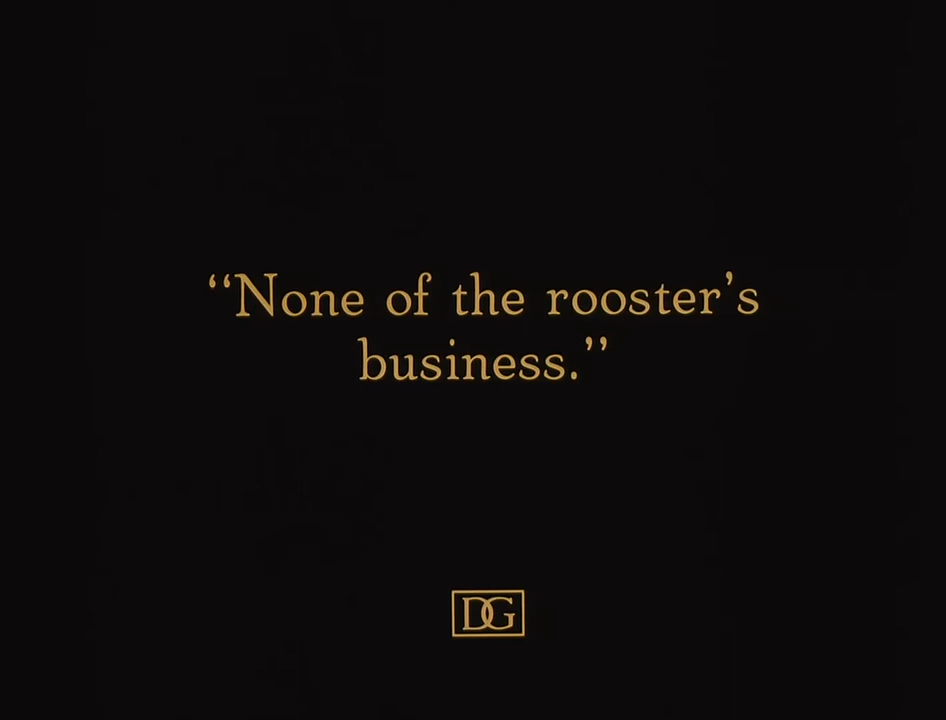 “None of the rooster’s
business.”
DG